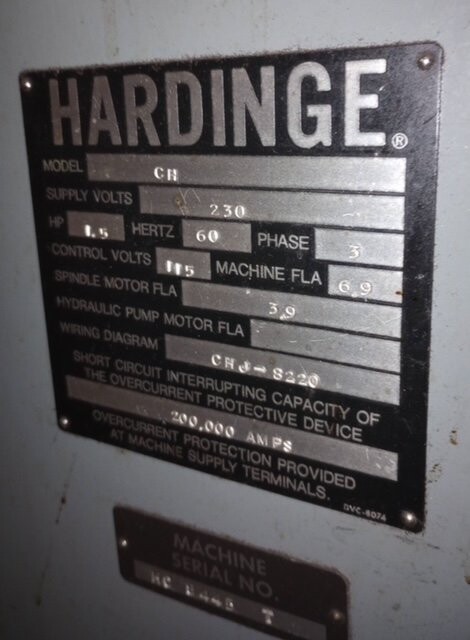 HARDINGE®
MODEL CH
SUPPLY VOLTS 230
HP 1.5 HERTZ 60 PHASE 3
CONTROL VOLTS 115 MACHINE FLA 6.9
SPINDLE MOTOR FLA 3.9
HYDRAULIC PUMP MOTOR FLA
WIRING DIAGRAM CHJ-8220
SHORT CIRCUIT INTERRUPTING CAPACITY OF
THE OVERCURRENT PROTECTIVE DEVICE
200,000 AMPS
OVERCURRENT PROTECTION PROVIDED
AT MACHINE SUPPLY TERMINALS.
DVC-8074
MACHINE
SERIAL NO.
T